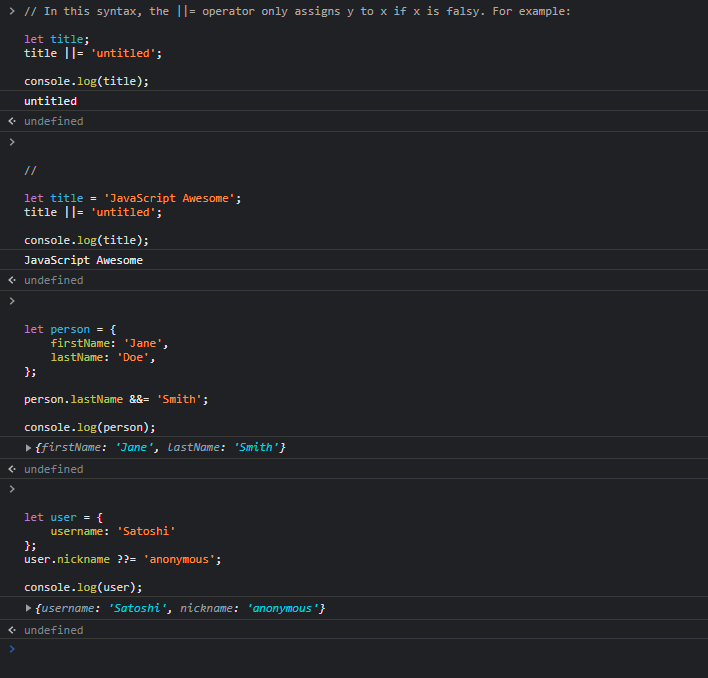 // In this syntax, the ||= operator only assigns y to x if x is falsy. For example:
let title;
title ||= 'untitled';
console.log(title);
untitled
undefined
//
let title = 'JavaScript Awesome';
title ||= 'untitled';
console.log(title);
JavaScript Awesome
undefined
let person = {
    firstName: 'Jane',
    lastName: 'Doe',
};
person.lastName &&= 'Smith';
console.log(person);
{firstName: 'Jane', lastName: 'Smith'}
undefined
let user = {
    username: 'Satoshi'
};
user.nickname ??= 'anonymous';
console.log(user);
{username: 'Satoshi', nickname: 'anonymous'}
undefined